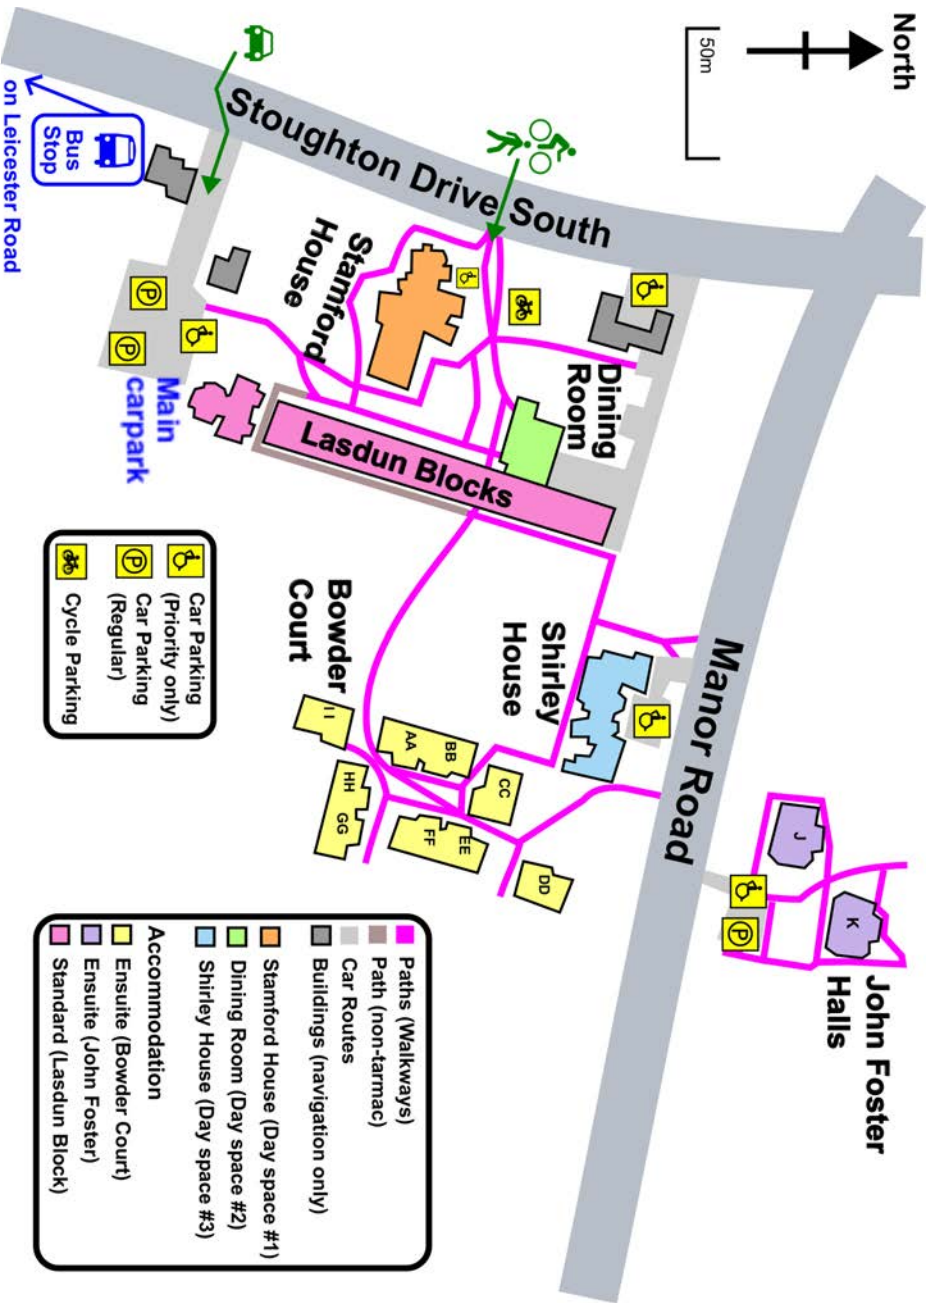 North
50m
Stoughton Drive South
Manor Road
Bus
Stop
on Leicester Road
Stamford
House
Dining
Room
Lasdun Blocks
Main
carpark
P
P
Shirley
House
Bowder
Court
AA
BB
CC
DD
EE
FF
GG
HH
II
John Foster
Halls
J
K
P
Car Parking
(Priority only)
P
Car Parking
(Regular)
Cycle Parking
Paths (Walkways)
Path (non-tarmac)
Car Routes
Buildings (navigation only)
Stamford House (Day space #1)
Dining Room (Day space #2)
Shirley House (Day space #3)
Accommodation
Ensuite (Bowder Court)
Ensuite (John Foster)
Standard (Lasdun Block)